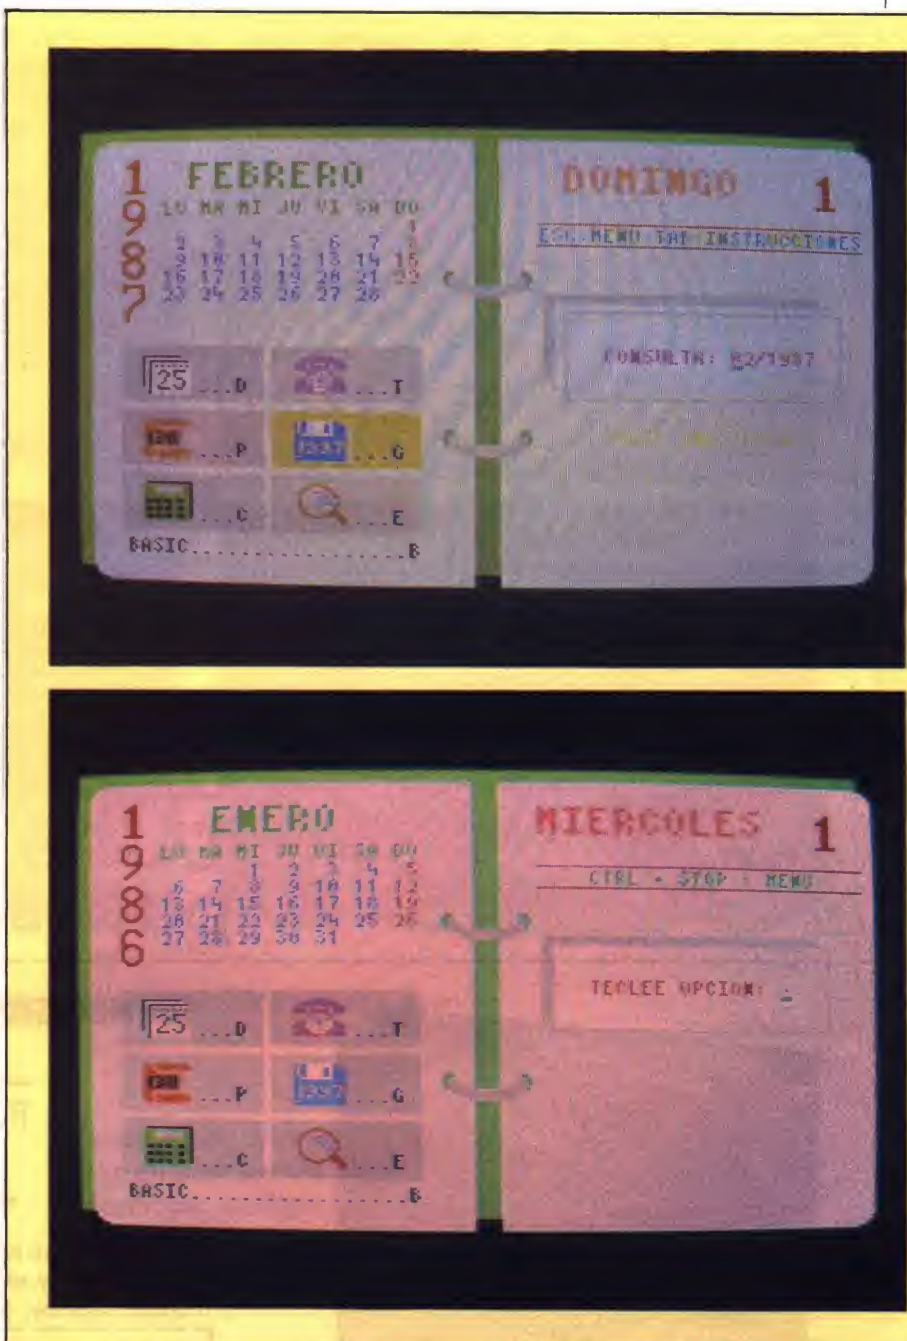 1987
FEBRERO
LU MA MI JU VI SA DO
1
2 3 4 5 6 7 8
9 10 11 12 13 14 15
16 17 18 19 20 21 22
23 24 25 26 27 28
25 ...D
...T
...P
...G
...C
...E
BASIC..................B
DOMINGO 1
ESC-MENU TAB-INSTRUCCIONES
CONSULTA: 02/1987
1986
ENERO
LU MA MI JU VI SA DO
1 2 3 4 5
6 7 8 9 10 11 12
13 14 15 16 17 18 19
20 21 22 23 24 25 26
27 28 29 30 31
25 ...D
...T
...P
...G
...C
...E
BASIC..................B
MIERCOLES 1
CTRL + STOP : MENU
TECLEE OPCION: